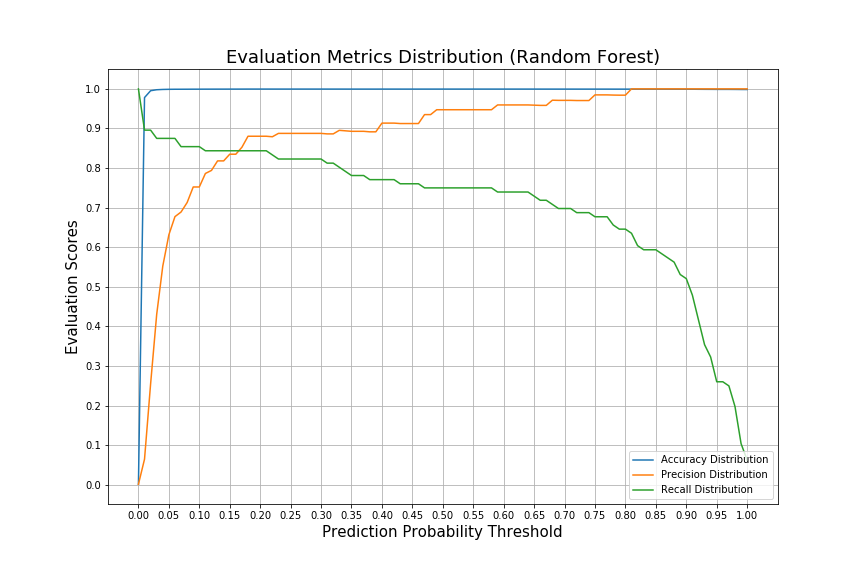 Evaluation Metrics Distribution (Random Forest)
Evaluation Scores
1.0
0.9
0.8
0.7
0.6
0.5
0.4
0.3
0.2
0.1
0.0
Accuracy Distribution
Precision Distribution
Recall Distribution
0.00 0.05 0.10 0.15 0.20 0.25 0.30 0.35 0.40 0.45 0.50 0.55 0.60 0.65 0.70 0.75 0.80 0.85 0.90 0.95 1.00
Prediction Probability Threshold